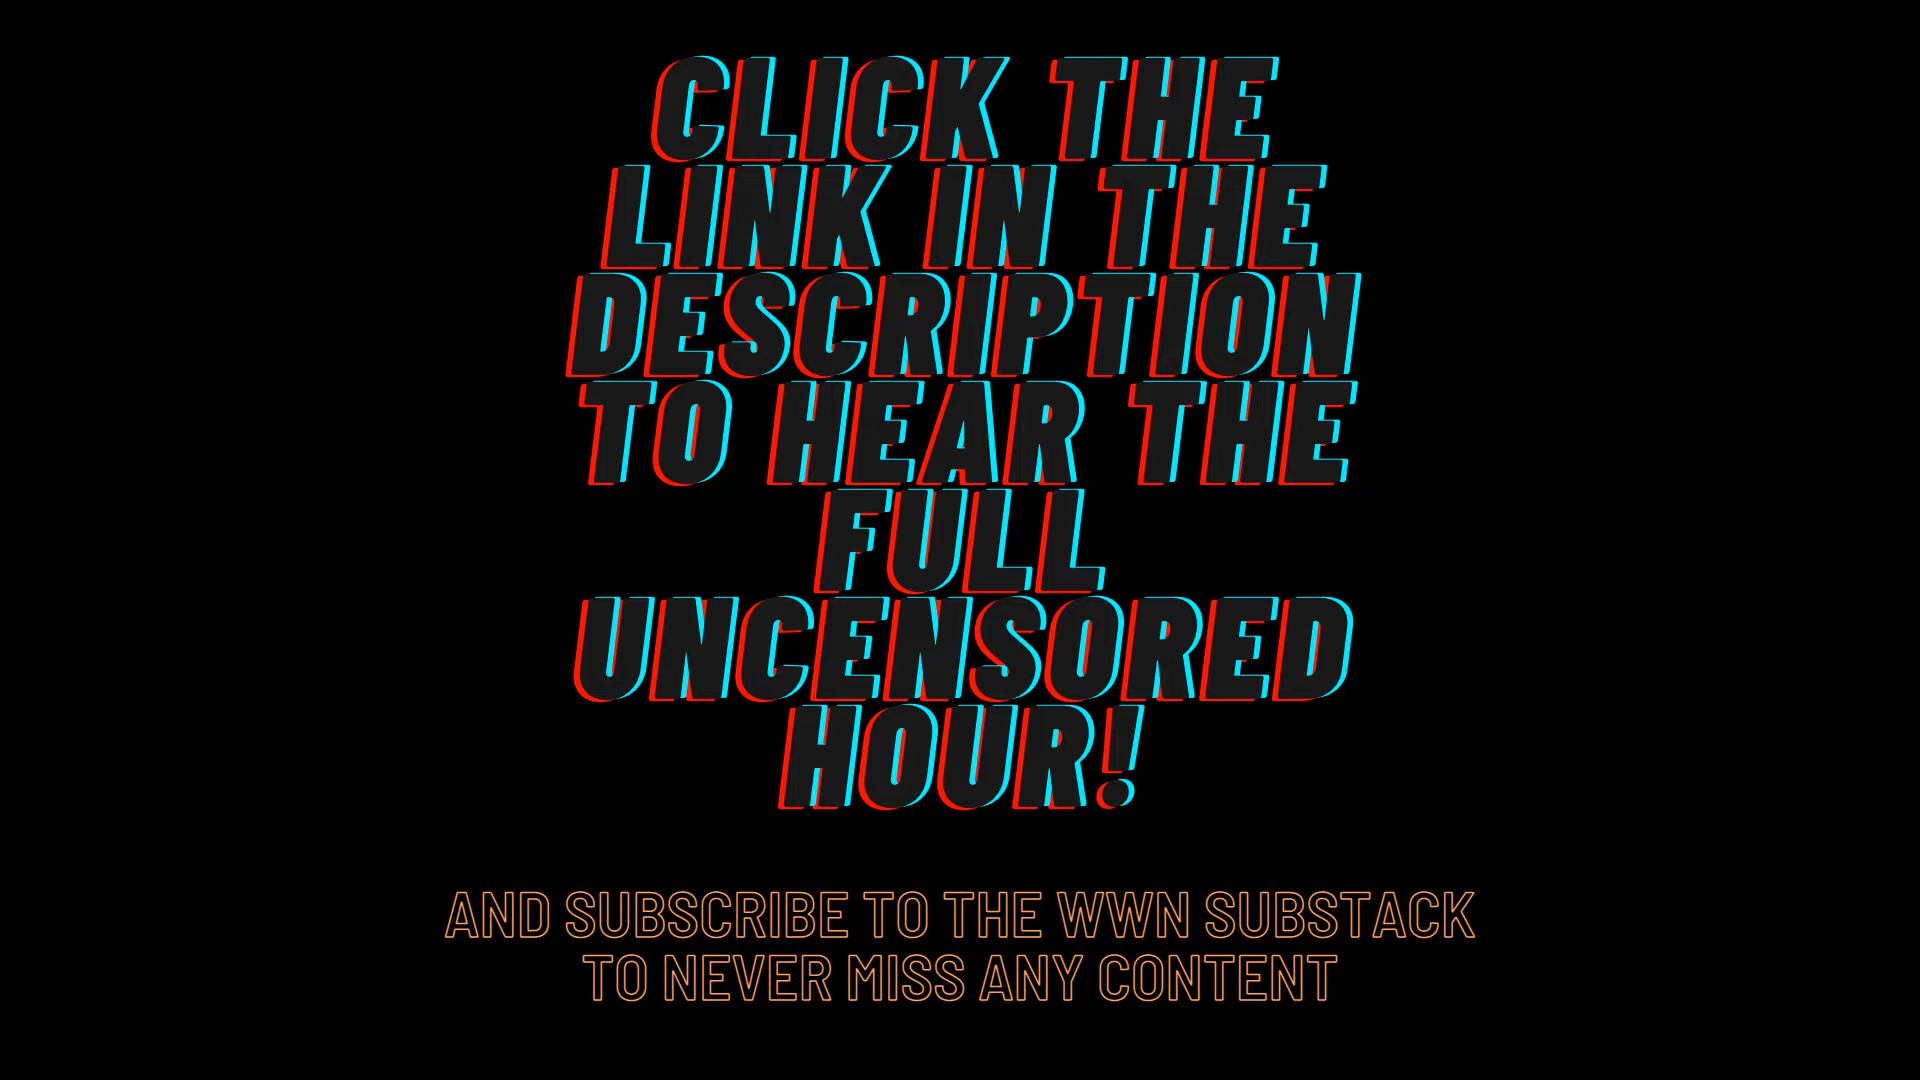 CLICK THE
LINK IN THE
DESCRIPTION
TO HEAR THE
FULL
UNCENSORED
HOUR!
AND SUBSCRIBE TO THE WWN SUBSTACK
TO NEVER MISS ANY CONTENT